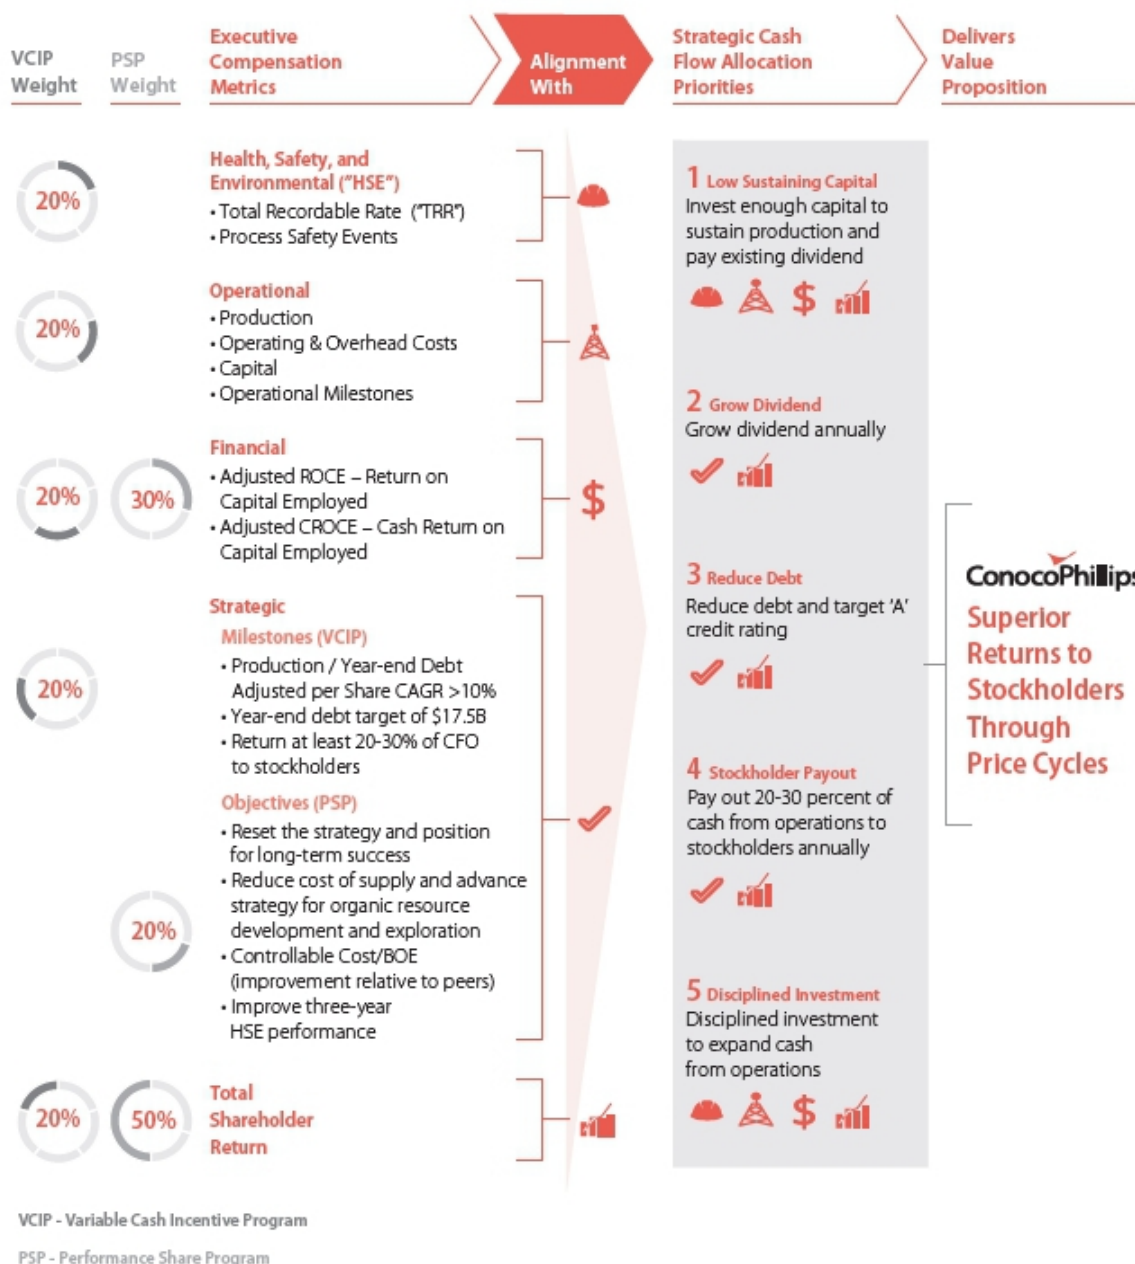 VCIP
Weight
PSP
Weight
Executive
Compensation
Metrics
Alignment
With
Strategic Cash
Flow Allocation
Priorities
Delivers
Value
Proposition
20%
Health, Safety, and
Environmental ("HSE")
• Total Recordable Rate ("TRR")
• Process Safety Events
20%
Operational
• Production
• Operating & Overhead Costs
• Capital
• Operational Milestones
20%
30%
Financial
• Adjusted ROCE – Return on
Capital Employed
• Adjusted CROCE – Cash Return on
Capital Employed
20%
Strategic
Milestones (VCIP)
• Production / Year-end Debt
Adjusted per Share CAGR >10%
• Year-end debt target of $17.5B
• Return at least 20-30% of CFO
to stockholders
20%
Objectives (PSP)
• Reset the strategy and position
for long-term success
• Reduce cost of supply and advance
strategy for organic resource
development and exploration
• Controllable Cost/BOE
(improvement relative to peers)
• Improve three-year
HSE performance
20%
50%
Total
Shareholder
Return
$
1 Low Sustaining Capital
Invest enough capital to
sustain production and
pay existing dividend
$
2 Grow Dividend
Grow dividend annually
3 Reduce Debt
Reduce debt and target 'A'
credit rating
4 Stockholder Payout
Pay out 20-30 percent of
cash from operations to
stockholders annually
5 Disciplined Investment
Disciplined investment
to expand cash
from operations
$
ConocoPhillips
Superior
Returns to
Stockholders
Through
Price Cycles
VCIP - Variable Cash Incentive Program
PSP - Performance Share Program